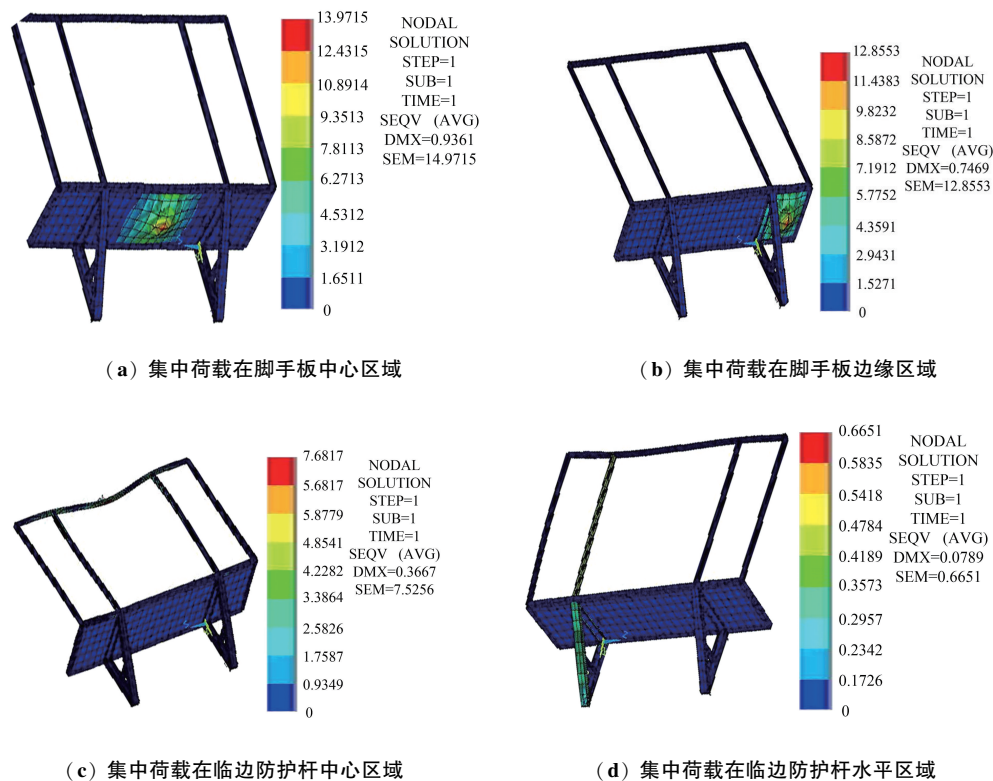 13.9715
12.4315
10.8914
9.3513
7.8113
6.2713
4.5312
3.1912
1.6511
0
NODAL
SOLUTION
STEP=1
SUB=1
TIME=1
SEQV (AVG)
DMX=0.9361
SEM=14.9715
(a) 集中荷载在脚手板中心区域
12.8553
11.4383
9.8232
8.5872
7.1912
5.7752
4.3591
2.9431
1.5271
0
NODAL
SOLUTION
STEP=1
SUB=1
TIME=1
SEQV (AVG)
DMX=0.7469
SEM=12.8553
(b) 集中荷载在脚手板边缘区域
7.6817
5.6817
5.8779
4.8541
4.2282
3.3864
2.5826
1.7587
0.9349
0
NODAL
SOLUTION
STEP=1
SUB=1
TIME=1
SEQV (AVG)
DMX=0.3667
SEM=7.5256
(c) 集中荷载在临边防护杆中心区域
0.6651
0.5835
0.5418
0.4784
0.4189
0.3573
0.2957
0.2342
0.1726
0
NODAL
SOLUTION
STEP=1
SUB=1
TIME=1
SEQV (AVG)
DMX=0.0789
SEM=0.6651
(d) 集中荷载在临边防护杆水平区域